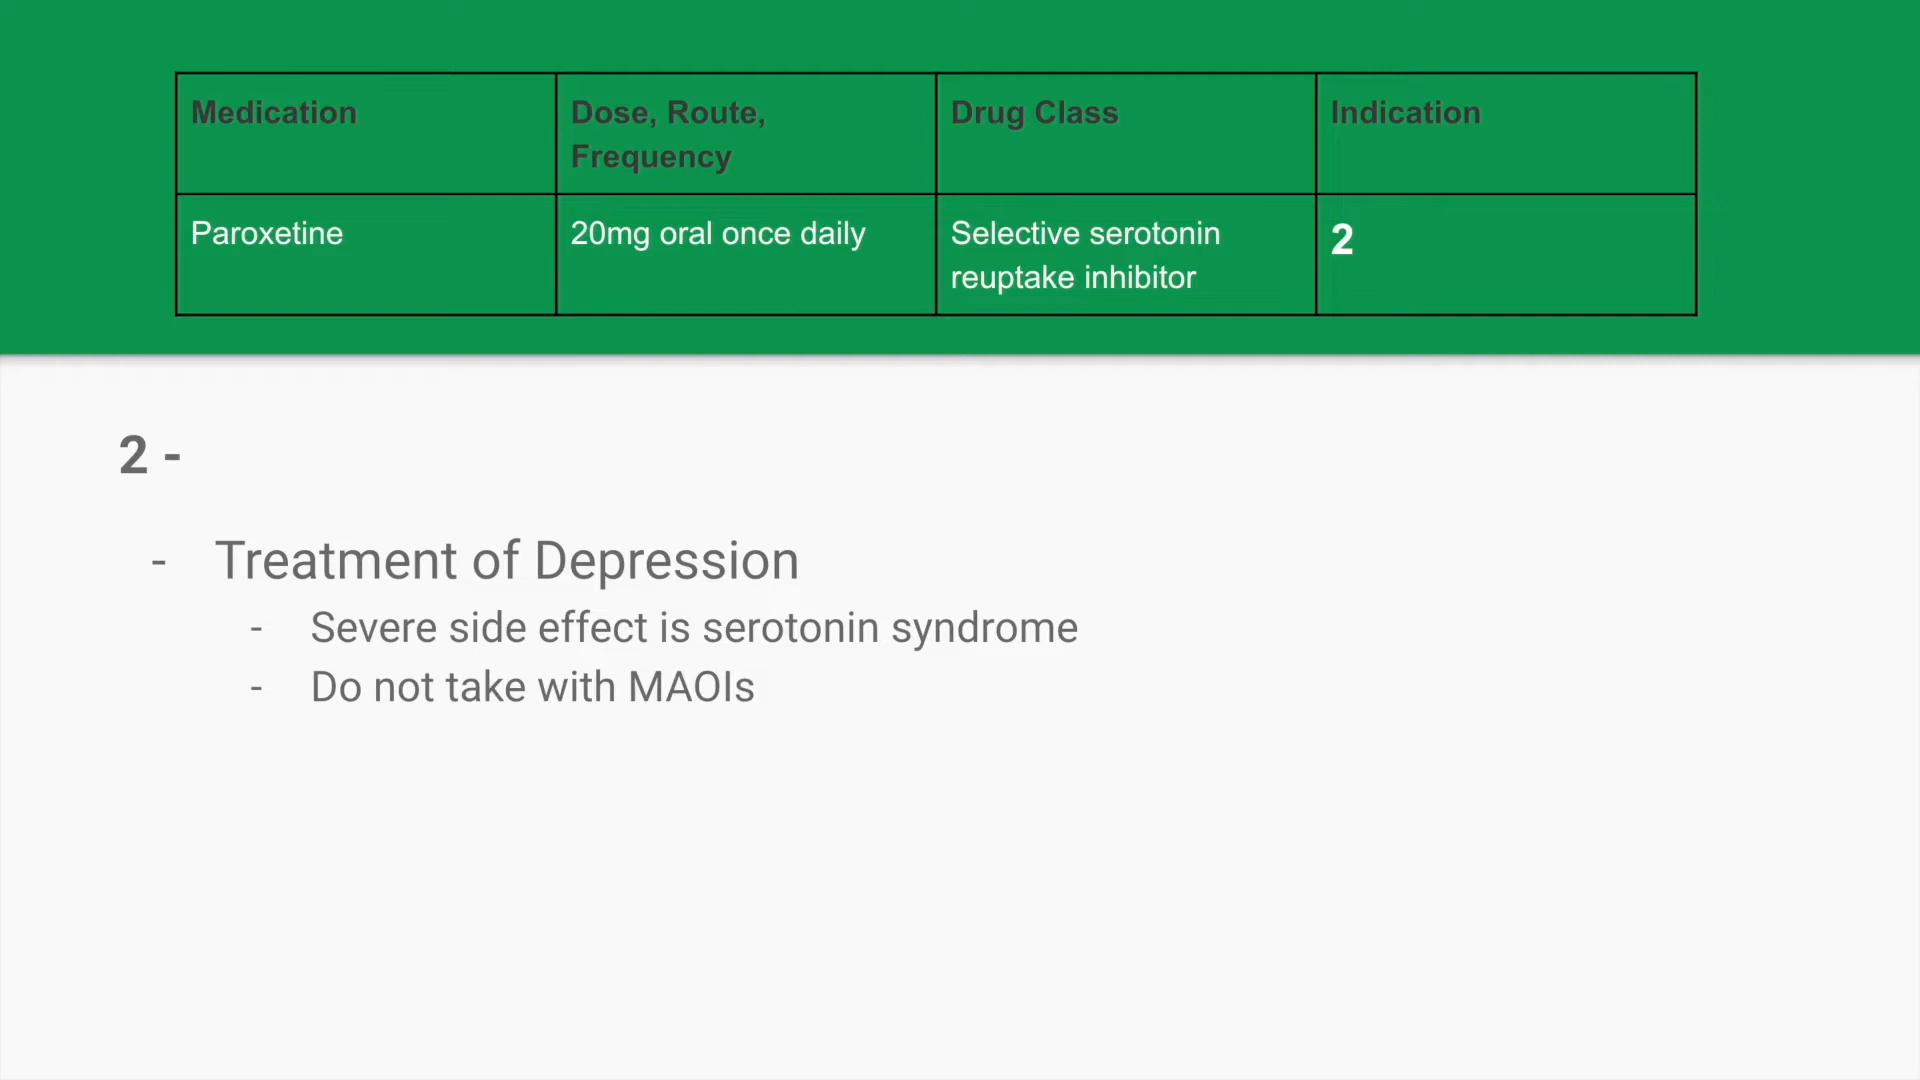 Medication
Dose, Route,
Frequency
Drug Class
Indication
Paroxetine
20mg oral once daily
Selective serotonin
reuptake inhibitor
2
2 -
- Treatment of Depression
- Severe side effect is serotonin syndrome
- Do not take with MAOIs